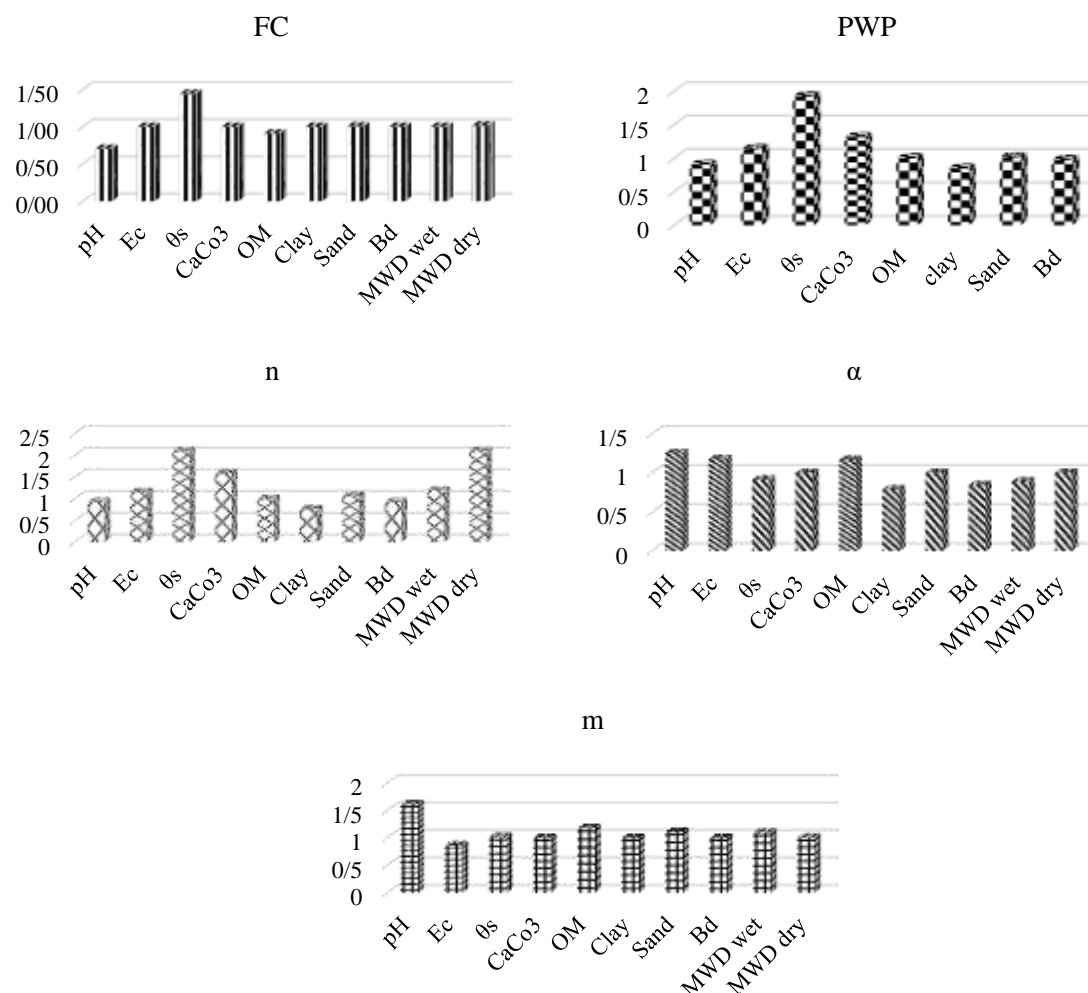 FC
1/50
1/00
0/50
0/00
pH Ec θs CaCo3 OM Clay Sand Bd MWD wet MWD dry
PWP
2
1/5
1
0/5
0
pH Ec θs CaCo3 OM clay Sand Bd
n
2/5
2
1/5
1
0/5
0
pH Ec θs CaCo3 OM Clay Sand Bd MWD wet MWD dry
α
1/5
1
0/5
0
pH Ec θs CaCo3 OM Clay Sand Bd MWD wet MWD dry
m
2
1/5
1
0/5
0
pH Ec θs CaCo3 OM Clay Sand Bd MWD wet MWD dry